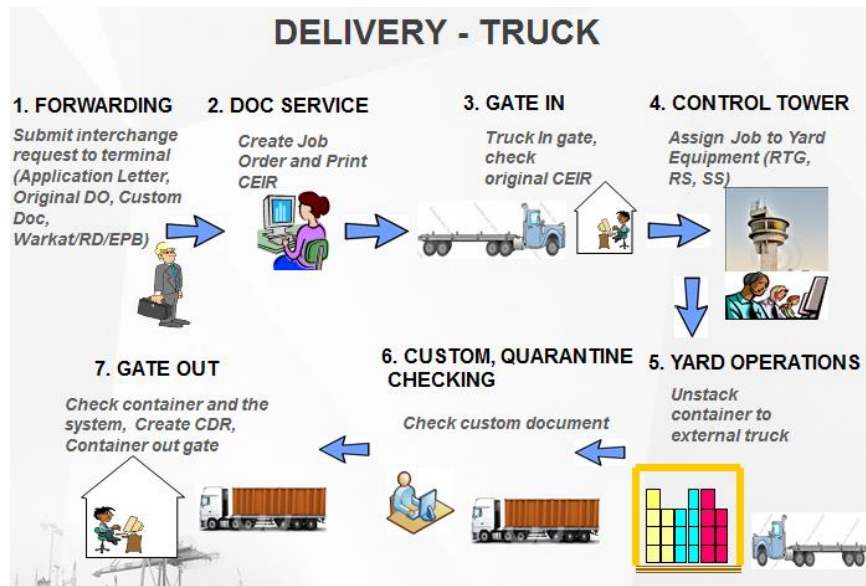 DELIVERY - TRUCK
1. FORWARDING
Submit interchange
request to terminal
(Application Letter,
Original DO, Custom
Doc,
Warkat/RD/EPB)
2. DOC SERVICE
Create Job
Order and Print
CEIR
3. GATE IN
Truck In gate,
check
original CEIR
4. CONTROL TOWER
Assign Job to Yard
Equipment (RTG,
RS, SS)
5. YARD OPERATIONS
Unstack
container to
external truck
6. CUSTOM, QUARANTINE
CHECKING
Check custom document
7. GATE OUT
Check container and the
system, Create CDR,
Container out gate